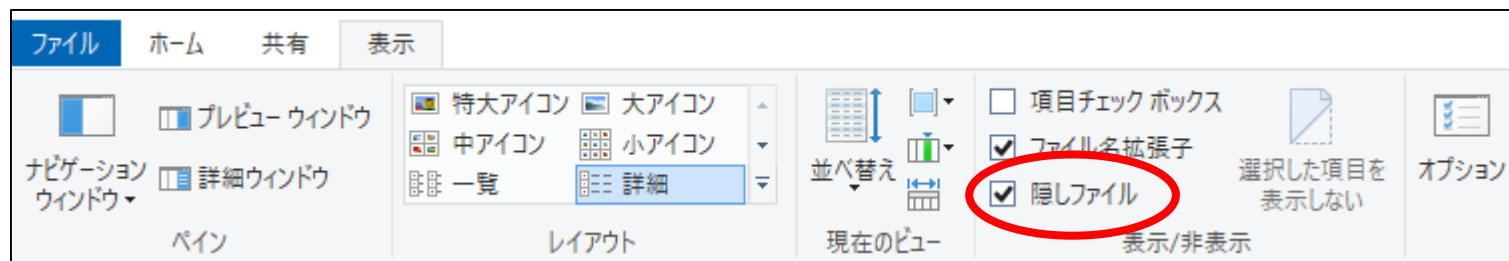 ファイル ホーム 共有 表示
ナビゲーション
ウィンドウ
プレビュー ウィンドウ
詳細ウィンドウ
ペイン
特大アイコン 大アイコン
中アイコン 小アイコン
一覧 詳細
レイアウト
並べ替え
現在のビュー
項目チェック ボックス
ファイル名拡張子
隠しファイル
選択した項目を
表示しない
表示/非表示
オプション